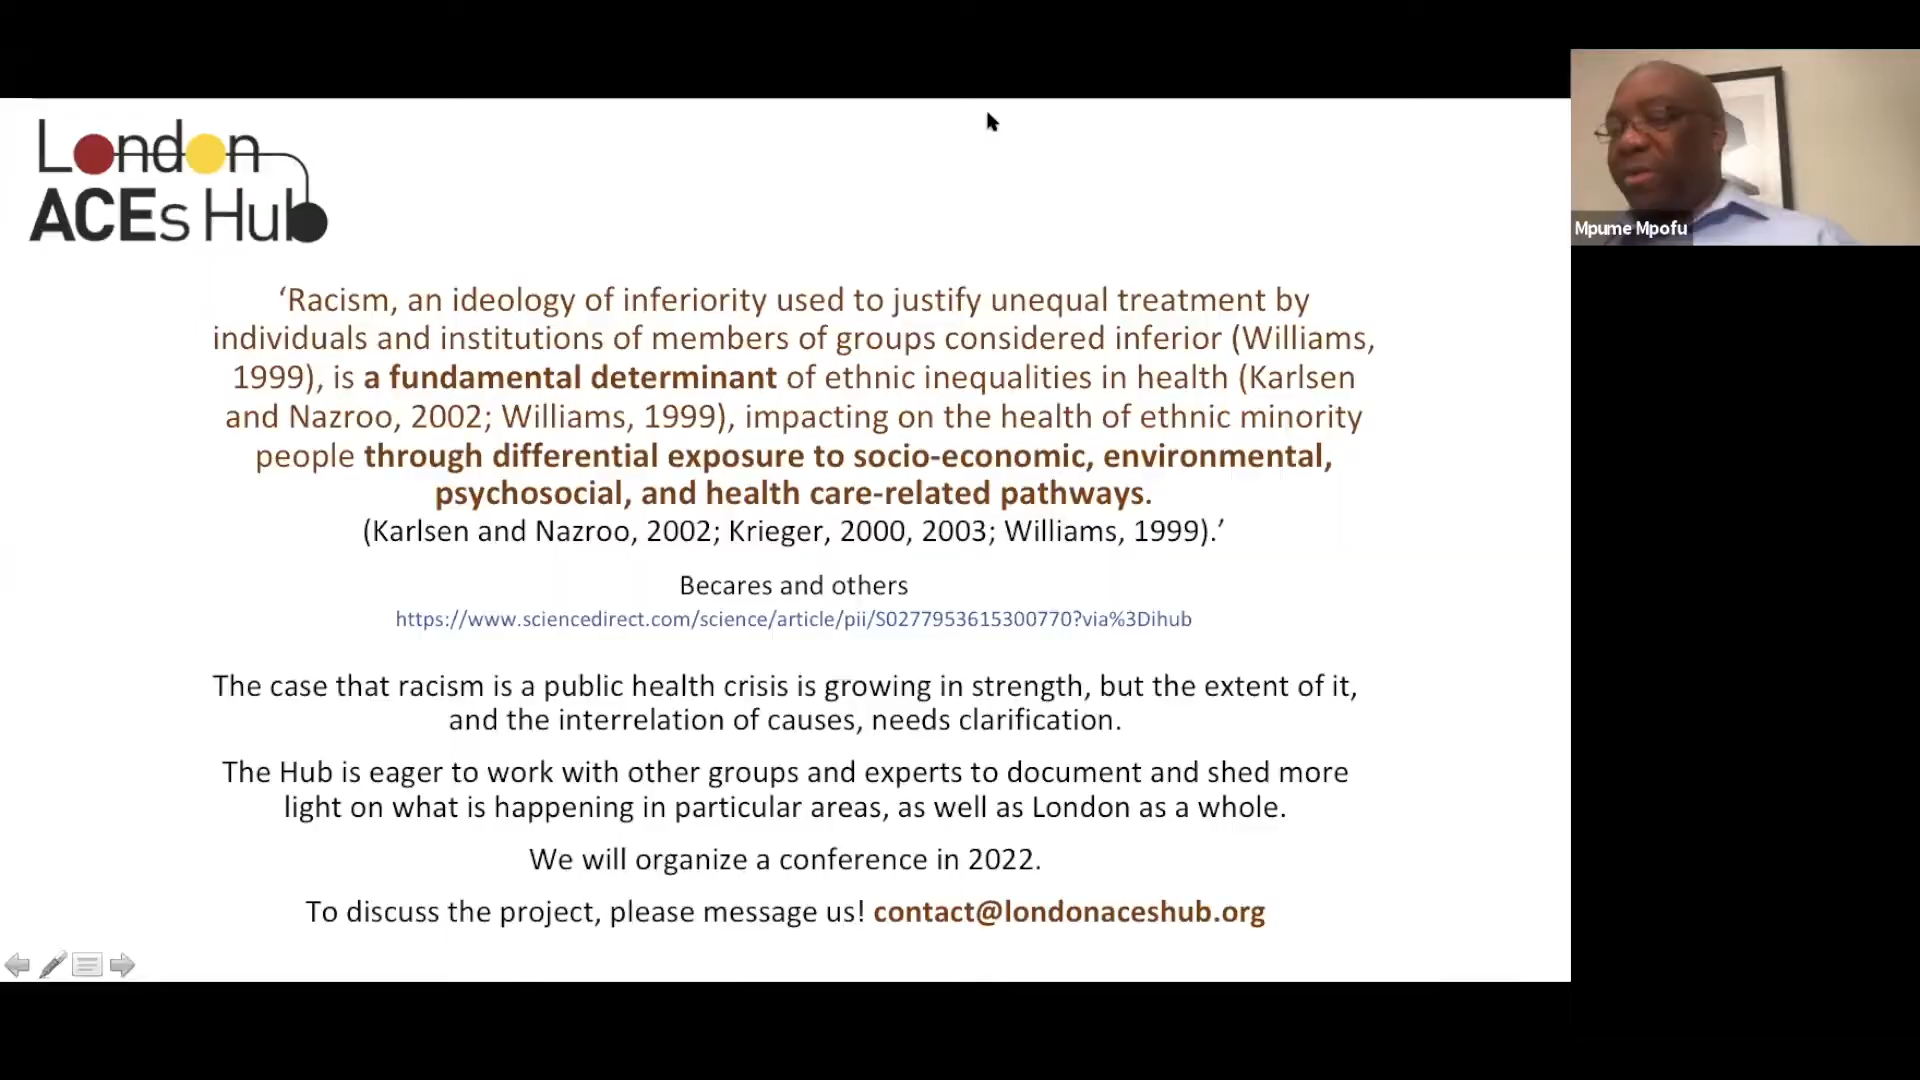 London
ACEs Hub
Mpume Mpofu
‘Racism, an ideology of inferiority used to justify unequal treatment by
individuals and institutions of members of groups considered inferior (Williams,
1999), is a fundamental determinant of ethnic inequalities in health (Karlsen
and Nazroo, 2002; Williams, 1999), impacting on the health of ethnic minority
people through differential exposure to socio-economic, environmental,
psychosocial, and health care-related pathways.
(Karlsen and Nazroo, 2002; Krieger, 2000, 2003; Williams, 1999).’
Becares and others
https://www.sciencedirect.com/science/article/pii/S0277953615300770?via%3Dihub
The case that racism is a public health crisis is growing in strength, but the extent of it,
and the interrelation of causes, needs clarification.
The Hub is eager to work with other groups and experts to document and shed more
light on what is happening in particular areas, as well as London as a whole.
We will organize a conference in 2022.
To discuss the project, please message us! contact@londonaceshub.org